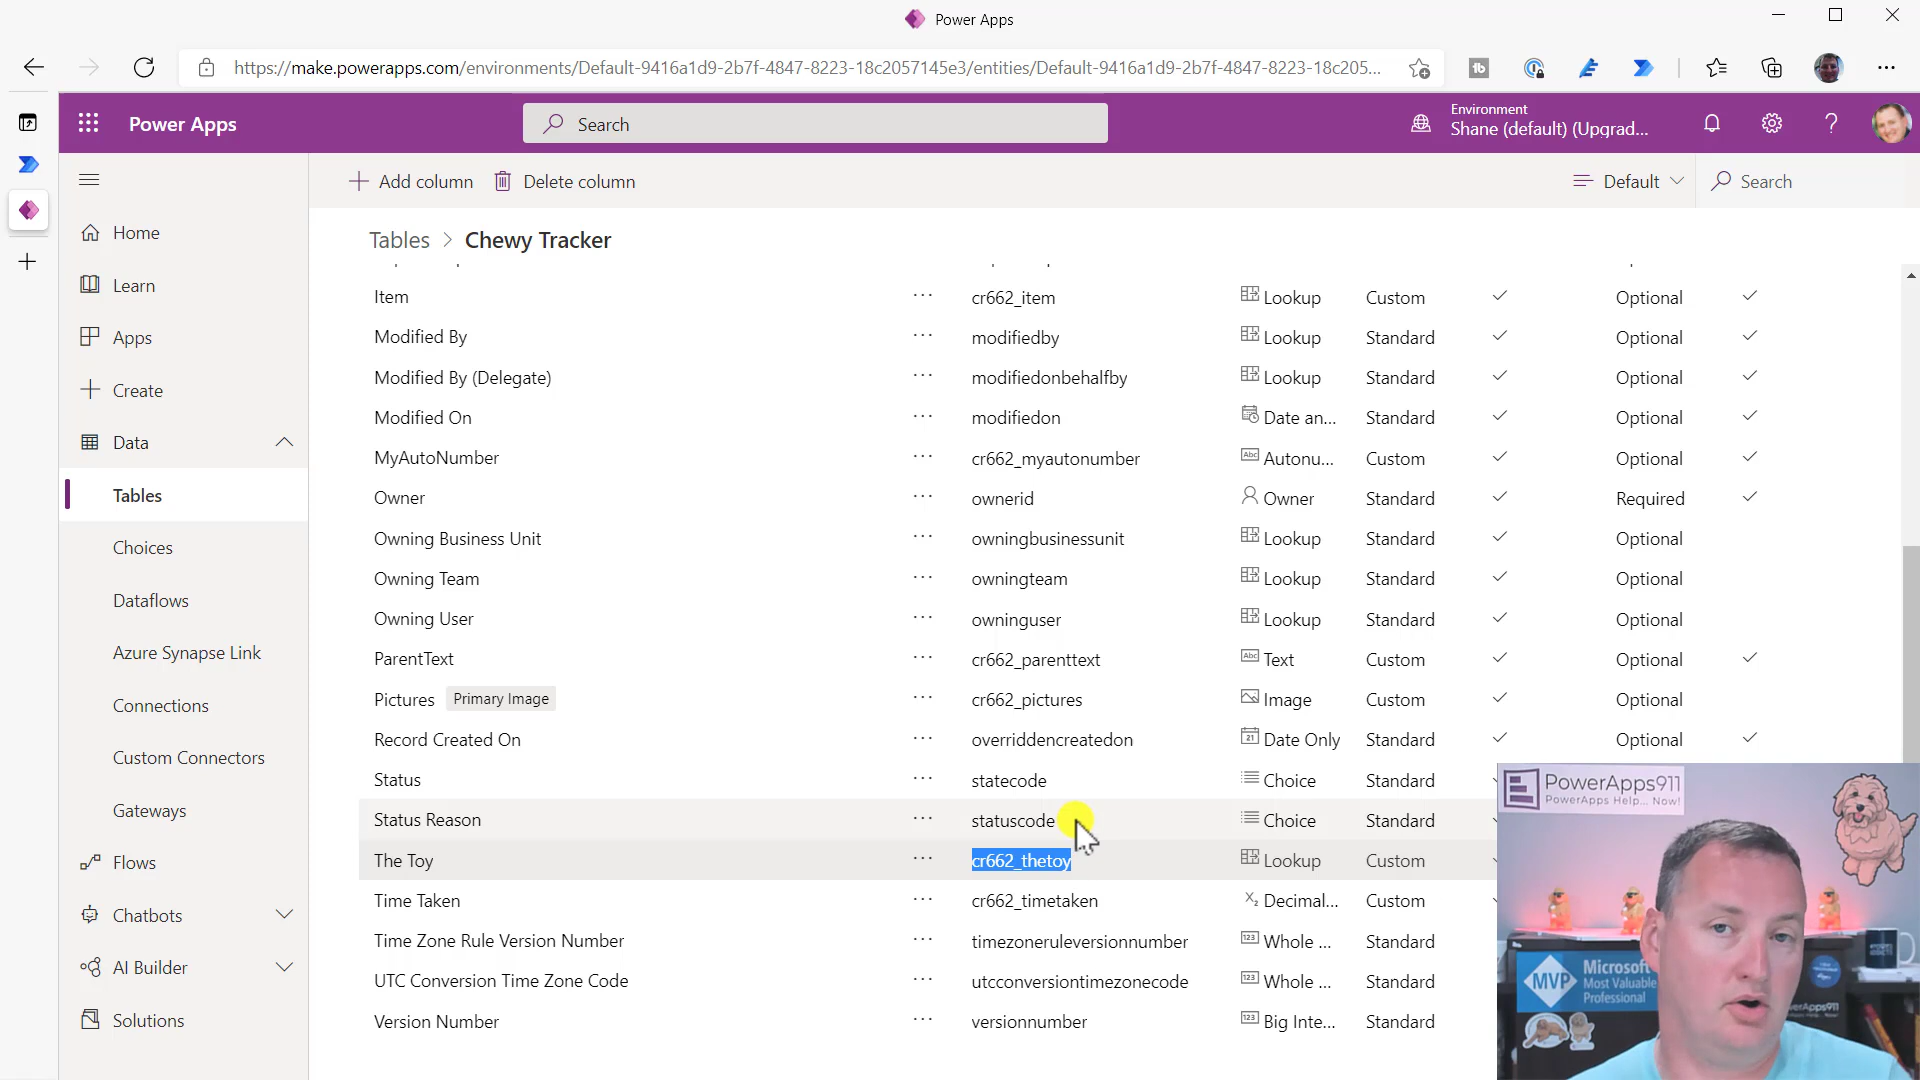 Power Apps
https://make.powerapps.com/environments/Default-9416a1d9-2b7f-4847-8223-18c2057145e3/entities/Default-9416a1d9-2b7f-4847-8223-18c205...
Power Apps
Search
Environment
Shane (default) (Upgrad...
Add column
Delete column
Default
Search
Tables > Chewy Tracker
Home
Learn
Apps
Create
Data
Tables
Choices
Dataflows
Azure Synapse Link
Connections
Custom Connectors
Gateways
Flows
Chatbots
AI Builder
Solutions
Item ... cr662_item Lookup Custom Optional
Modified By ... modifiedby Lookup Standard Optional
Modified By (Delegate) ... modifiedonbehalfby Lookup Standard Optional
Modified On ... modifiedon Date an... Standard Optional
MyAutoNumber ... cr662_myautonumber Abc Autonu... Custom Optional
Owner ... ownerid Owner Standard Required
Owning Business Unit ... owningbusinessunit Lookup Standard Optional
Owning Team ... owningteam Lookup Standard Optional
Owning User ... owninguser Lookup Standard Optional
ParentText ... cr662_parenttext Abc Text Custom Optional
Pictures Primary Image ... cr662_pictures Image Custom Optional
Record Created On ... overriddencreatedon 21 Date Only Standard Optional
Status ... statecode Choice Standard
Status Reason ... statuscode Choice Standard
The Toy ... cr662_thetoy Lookup Custom
Time Taken ... cr662_timetaken X2 Decimal... Custom
Time Zone Rule Version Number ... timezoneruleversionnumber 123 Whole ... Standard
UTC Conversion Time Zone Code ... utcconversiontimezonecode 123 Whole ... Standard
Version Number ... versionnumber 123 Big Inte... Standard
PowerApps911
PowerApps Help... Now!
MVP
Microsoft
Most Valuable
Professional